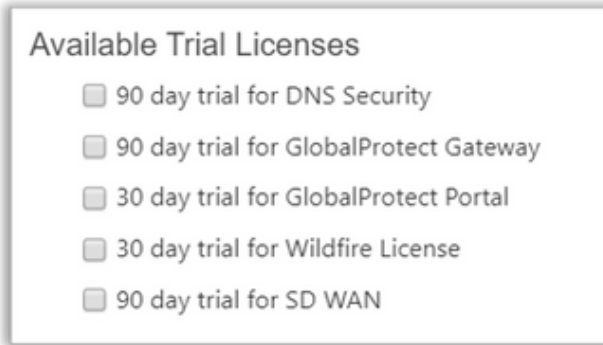 Available Trial Licenses
90 day trial for DNS Security
90 day trial for GlobalProtect Gateway
30 day trial for GlobalProtect Portal
30 day trial for Wildfire License
90 day trial for SD WAN